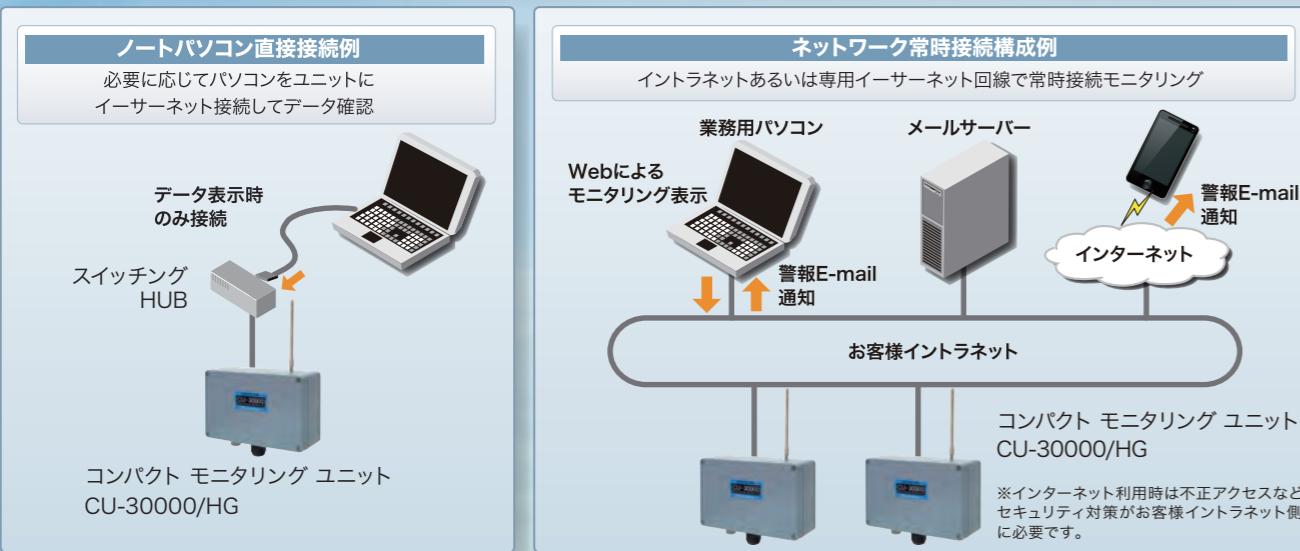 ノートパソコン直接接続例
必要に応じてパソコンをユニットに
イーサーネット接続してデータ確認
データ表示時
のみ接続
スイッチング
HUB
CU-30000
コンパクト モニタリング ユニット
CU-30000/HG
ネットワーク常時接続構成例
イントラネットあるいは専用イーサーネット回線で常時接続モニタリング
業務用パソコン
メールサーバー
Webによる
モニタリング表示
警報E-mail
通知
インターネット
警報E-mail
通知
お客様イントラネット
コンパクト モニタリング ユニット
CU-30000/HG
※インターネット利用時は不正アクセスなど
セキュリティ対策がお客様イントラネット側
に必要です。